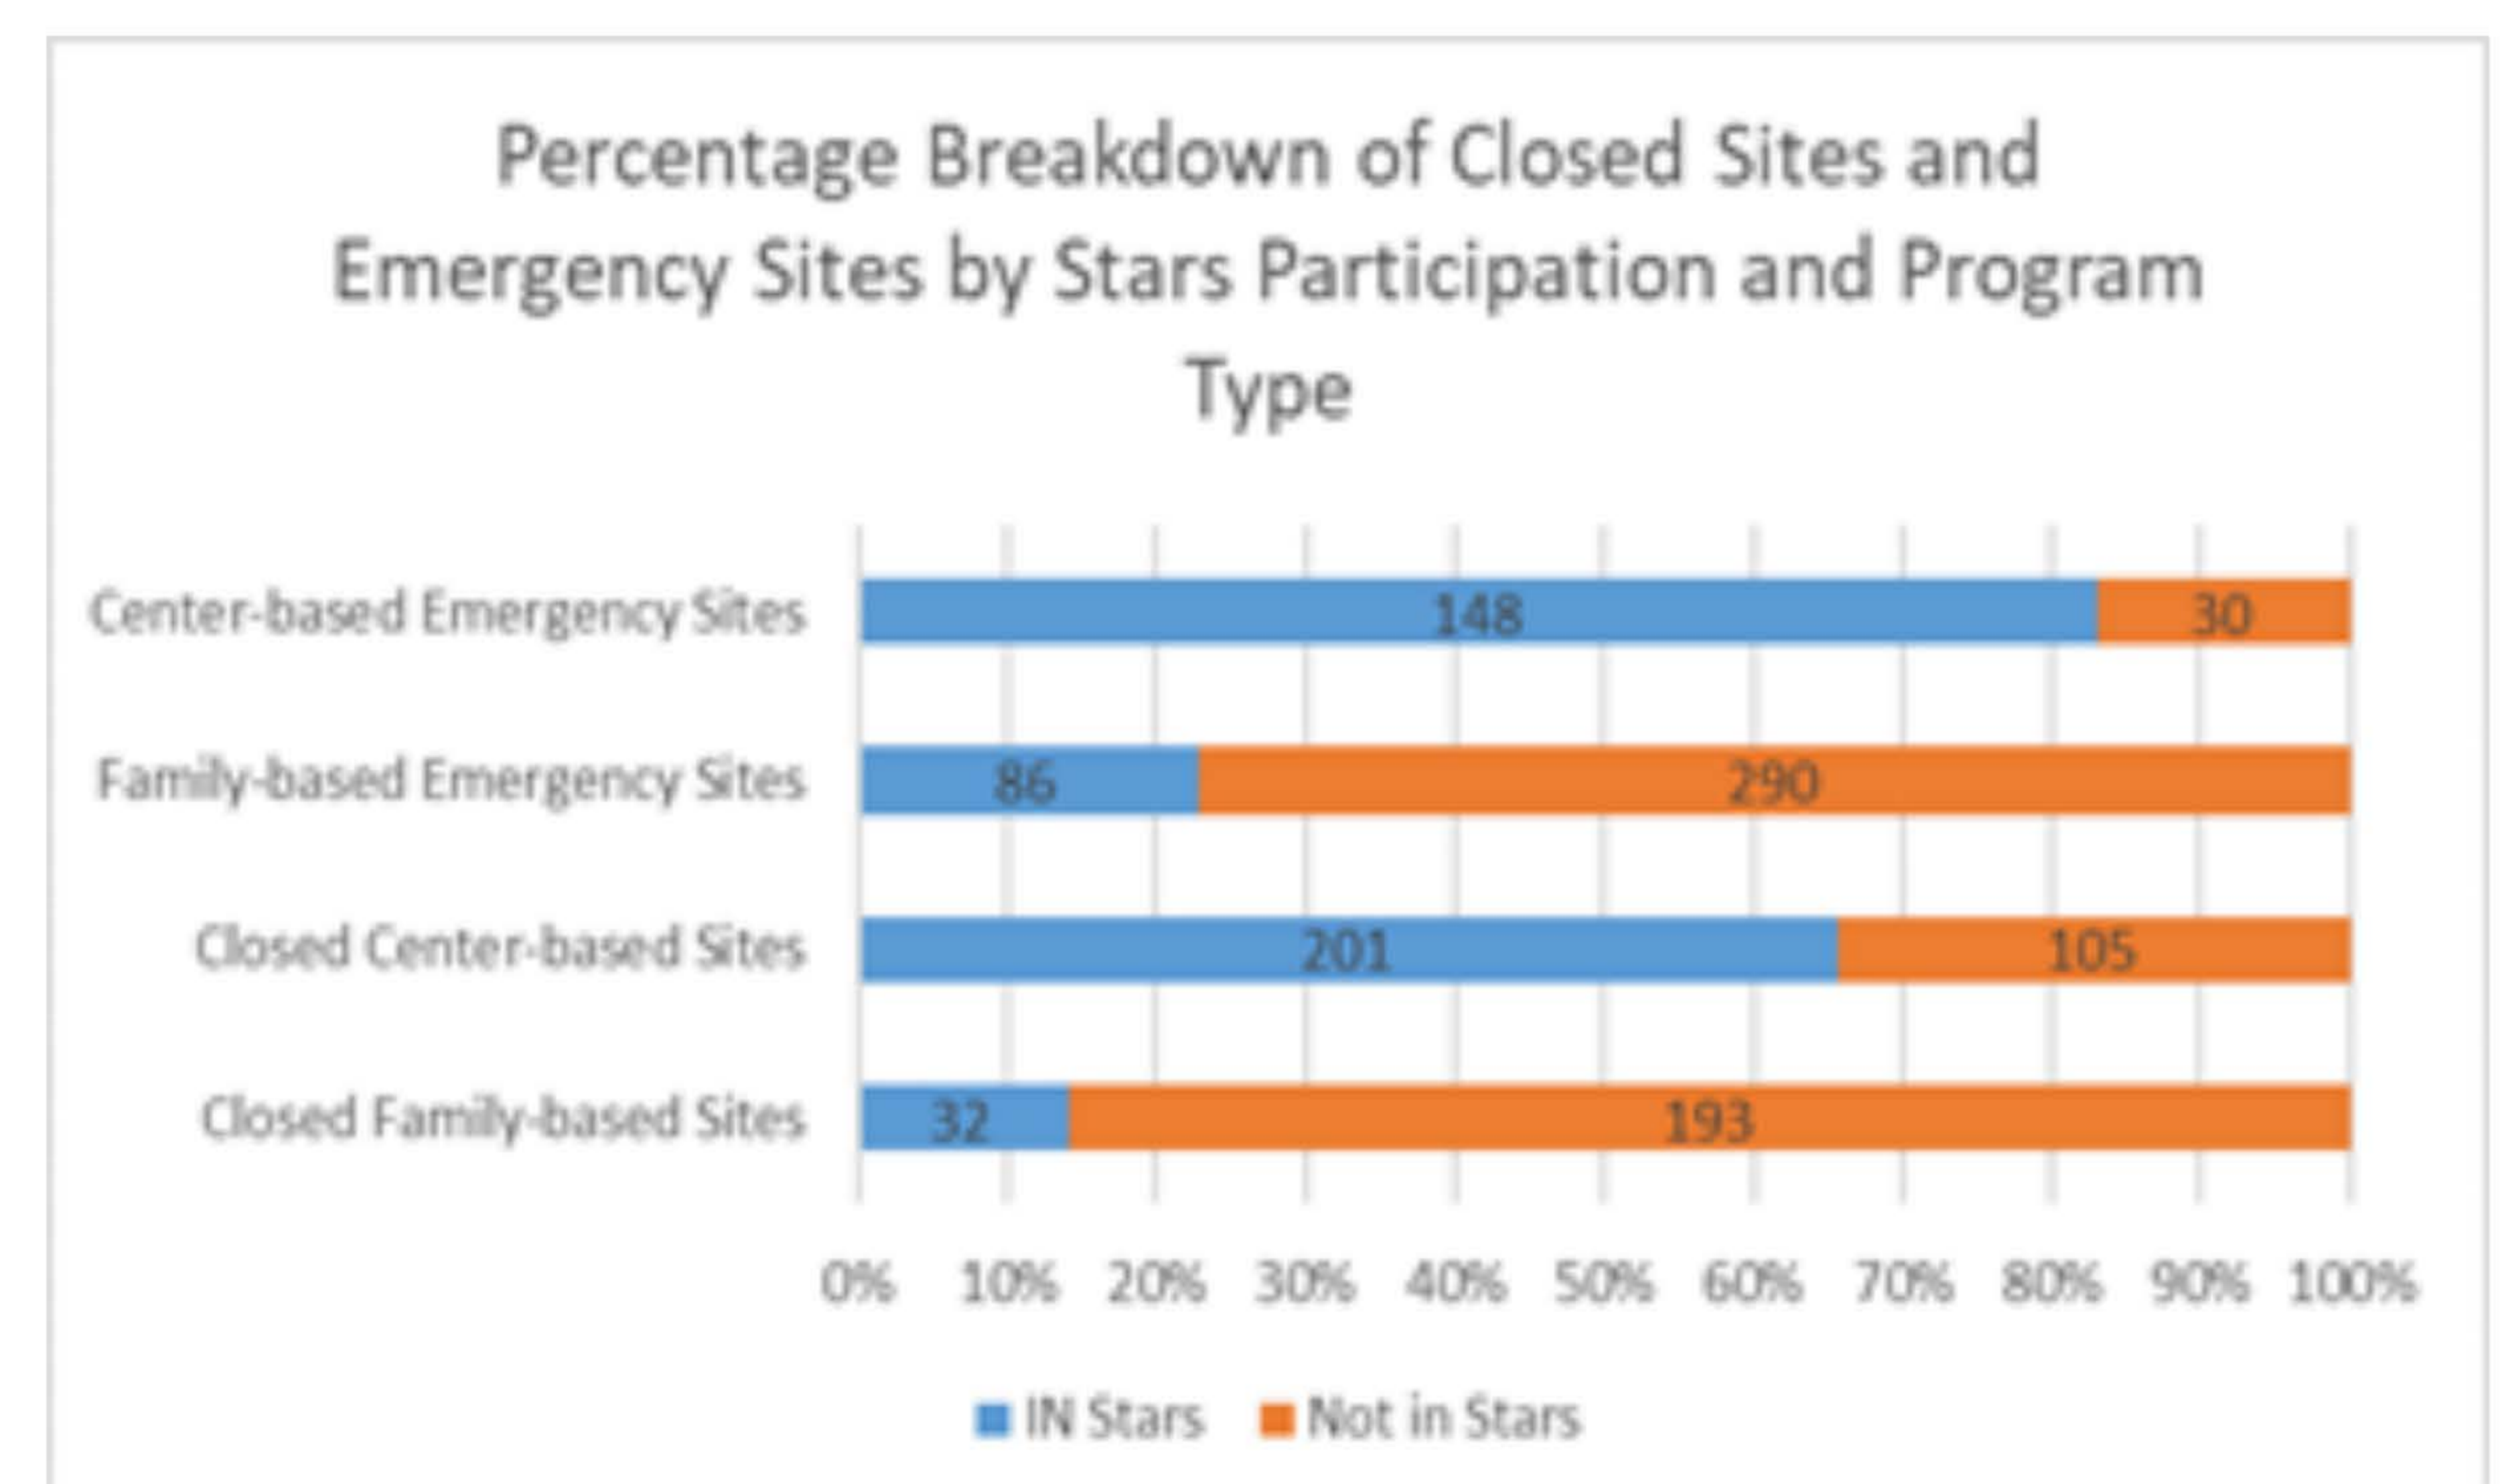 Percentage Breakdown of Closed Sites and
Emergency Sites by Stars Participation and Program
Type
Center-based Emergency Sites 148 30
Family-based Emergency Sites 86 290
Closed Center-based Sites 201 105
Closed Family-based Sites 32 193
0% 10% 20% 30% 40% 50% 60% 70% 80% 90% 100%
IN Stars Not in Stars